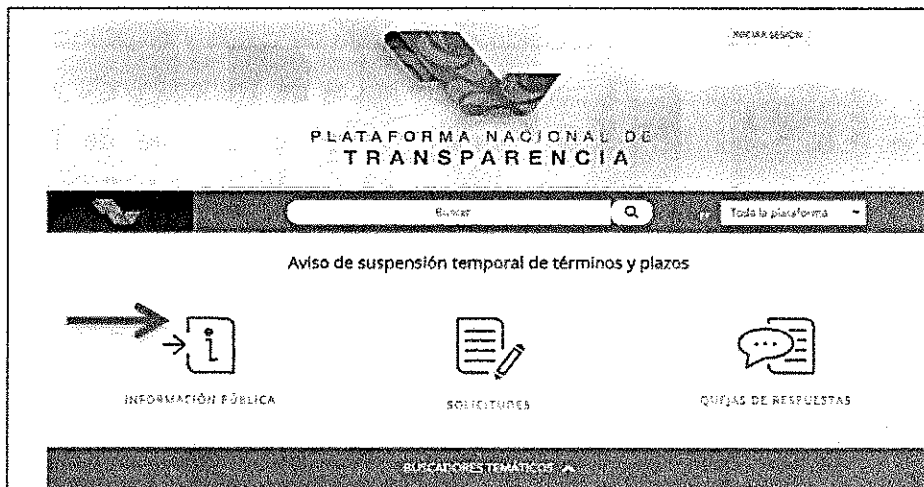 INICIAR SESIÓN
PLATAFORMA NACIONAL DE
TRANSPARENCIA
Buscar
Toda la plataforma
Aviso de suspensión temporal de términos y plazos
INFORMACIÓN PÚBLICA
SOLICITUDES
QUEJAS DE RESPUESTAS
BUSCADORES TEMÁTICOS